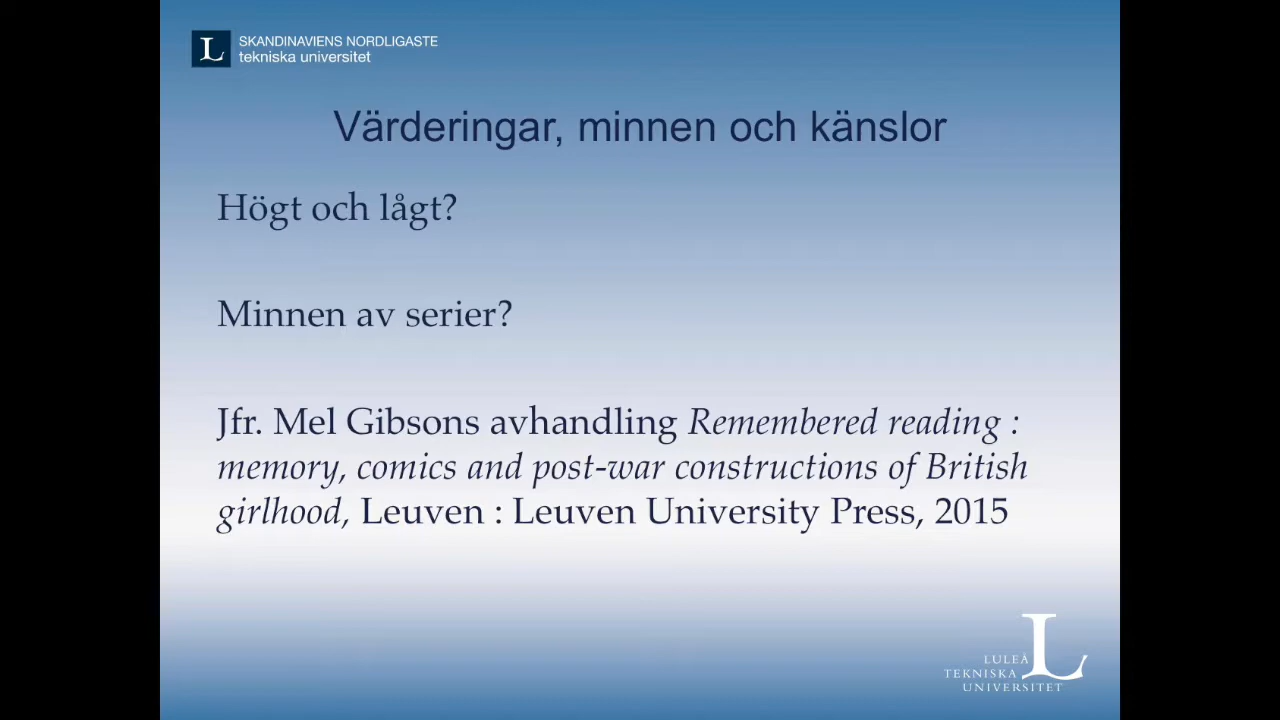 L SKANDINAVIENS NORDLIGASTE
tekniska universitet
Värderingar, minnen och känslor
Högt och lågt?
Minnen av serier?
Jfr. Mel Gibsons avhandling Remembered reading :
memory, comics and post-war constructions of British
girlhood, Leuven : Leuven University Press, 2015
L
LULEÅ
TEKNISKA
UNIVERSITET